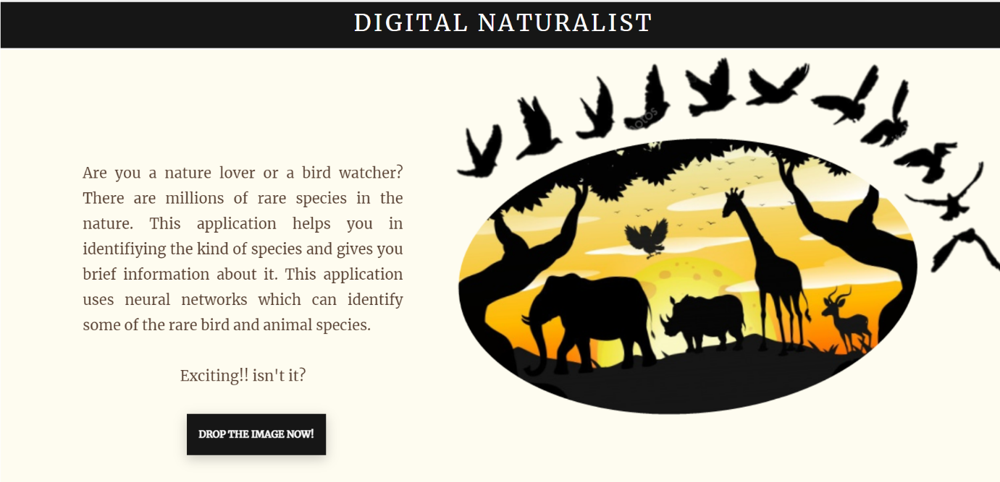 DIGITAL NATURALIST
Are you a nature lover or a bird watcher?
There are millions of rare species in the
nature. This application helps you in
identifiying the kind of species and gives you
brief information about it. This application
uses neural networks which can identify
some of the rare bird and animal species.
Exciting!! isn't it?
DROP THE IMAGE NOW!